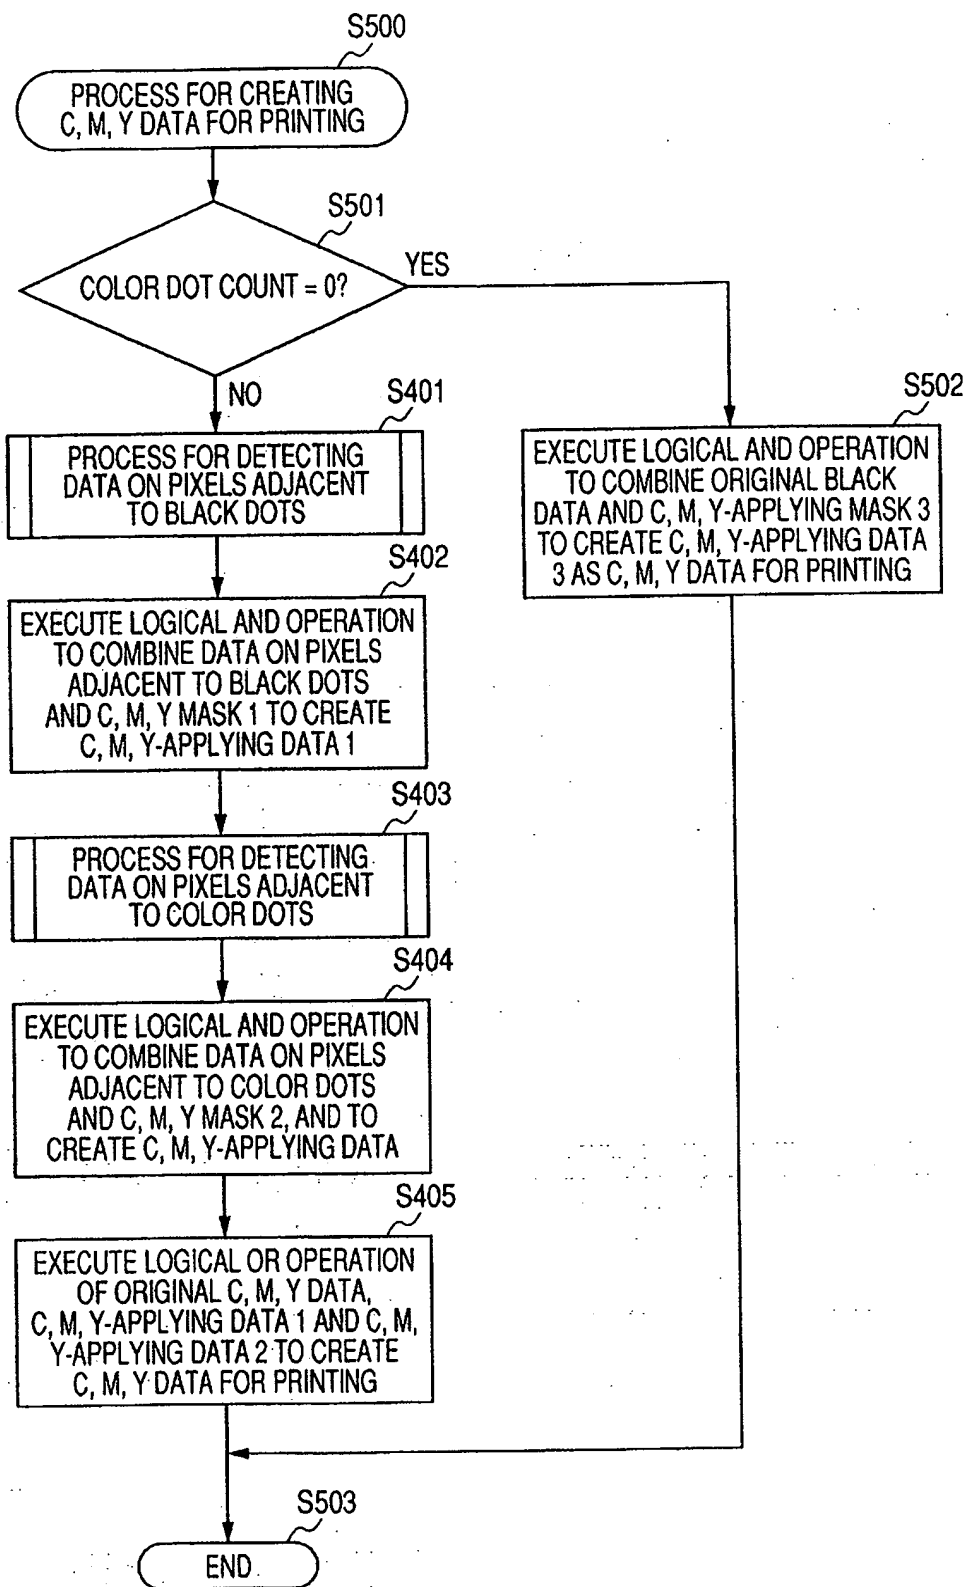 S500
PROCESS FOR CREATING
C, M, Y DATA FOR PRINTING
S501
COLOR DOT COUNT = 0?
YES
NO
S401
PROCESS FOR DETECTING
DATA ON PIXELS ADJACENT
TO BLACK DOTS
S502
EXECUTE LOGICAL AND OPERATION
TO COMBINE ORIGINAL BLACK
DATA AND C, M, Y-APPLYING MASK 3
TO CREATE C, M, Y-APPLYING DATA
3 AS C, M, Y DATA FOR PRINTING
S402
EXECUTE LOGICAL AND OPERATION
TO COMBINE DATA ON PIXELS
ADJACENT TO BLACK DOTS
AND C, M, Y MASK 1 TO CREATE
C, M, Y-APPLYING DATA 1
S403
PROCESS FOR DETECTING
DATA ON PIXELS ADJACENT
TO COLOR DOTS
S404
EXECUTE LOGICAL AND OPERATION
TO COMBINE DATA ON PIXELS
ADJACENT TO COLOR DOTS
AND C, M, Y MASK 2, AND TO
CREATE C, M, Y-APPLYING DATA
S405
EXECUTE LOGICAL OR OPERATION
OF ORIGINAL C, M, Y DATA,
C, M, Y-APPLYING DATA 1 AND C, M,
Y-APPLYING DATA 2 TO CREATE
C, M, Y DATA FOR PRINTING
S503
END